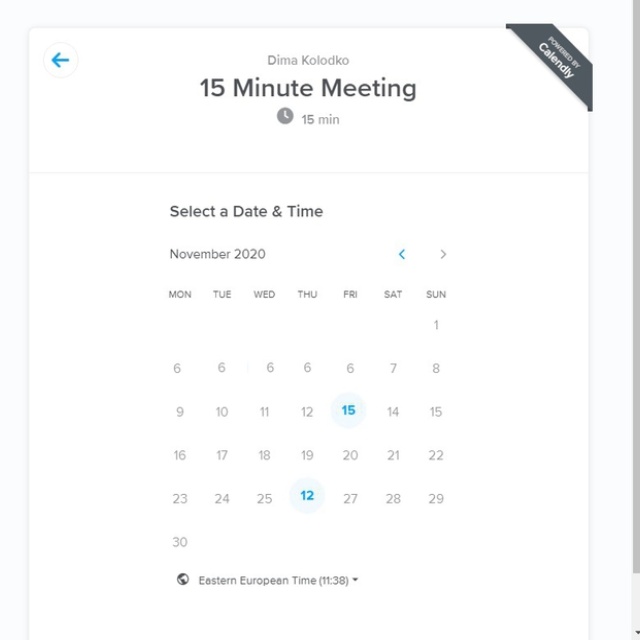 POWERED BY
Calendly
Dima Kolodko
15 Minute Meeting
15 min
Select a Date & Time
November 2020
MON TUE WED THU FRI SAT SUN
1
6 6 6 6 6 7 8
9 10 11 12 15 14 15
16 17 18 19 20 21 22
23 24 25 12 27 28 29
30
Eastern European Time (11:38)